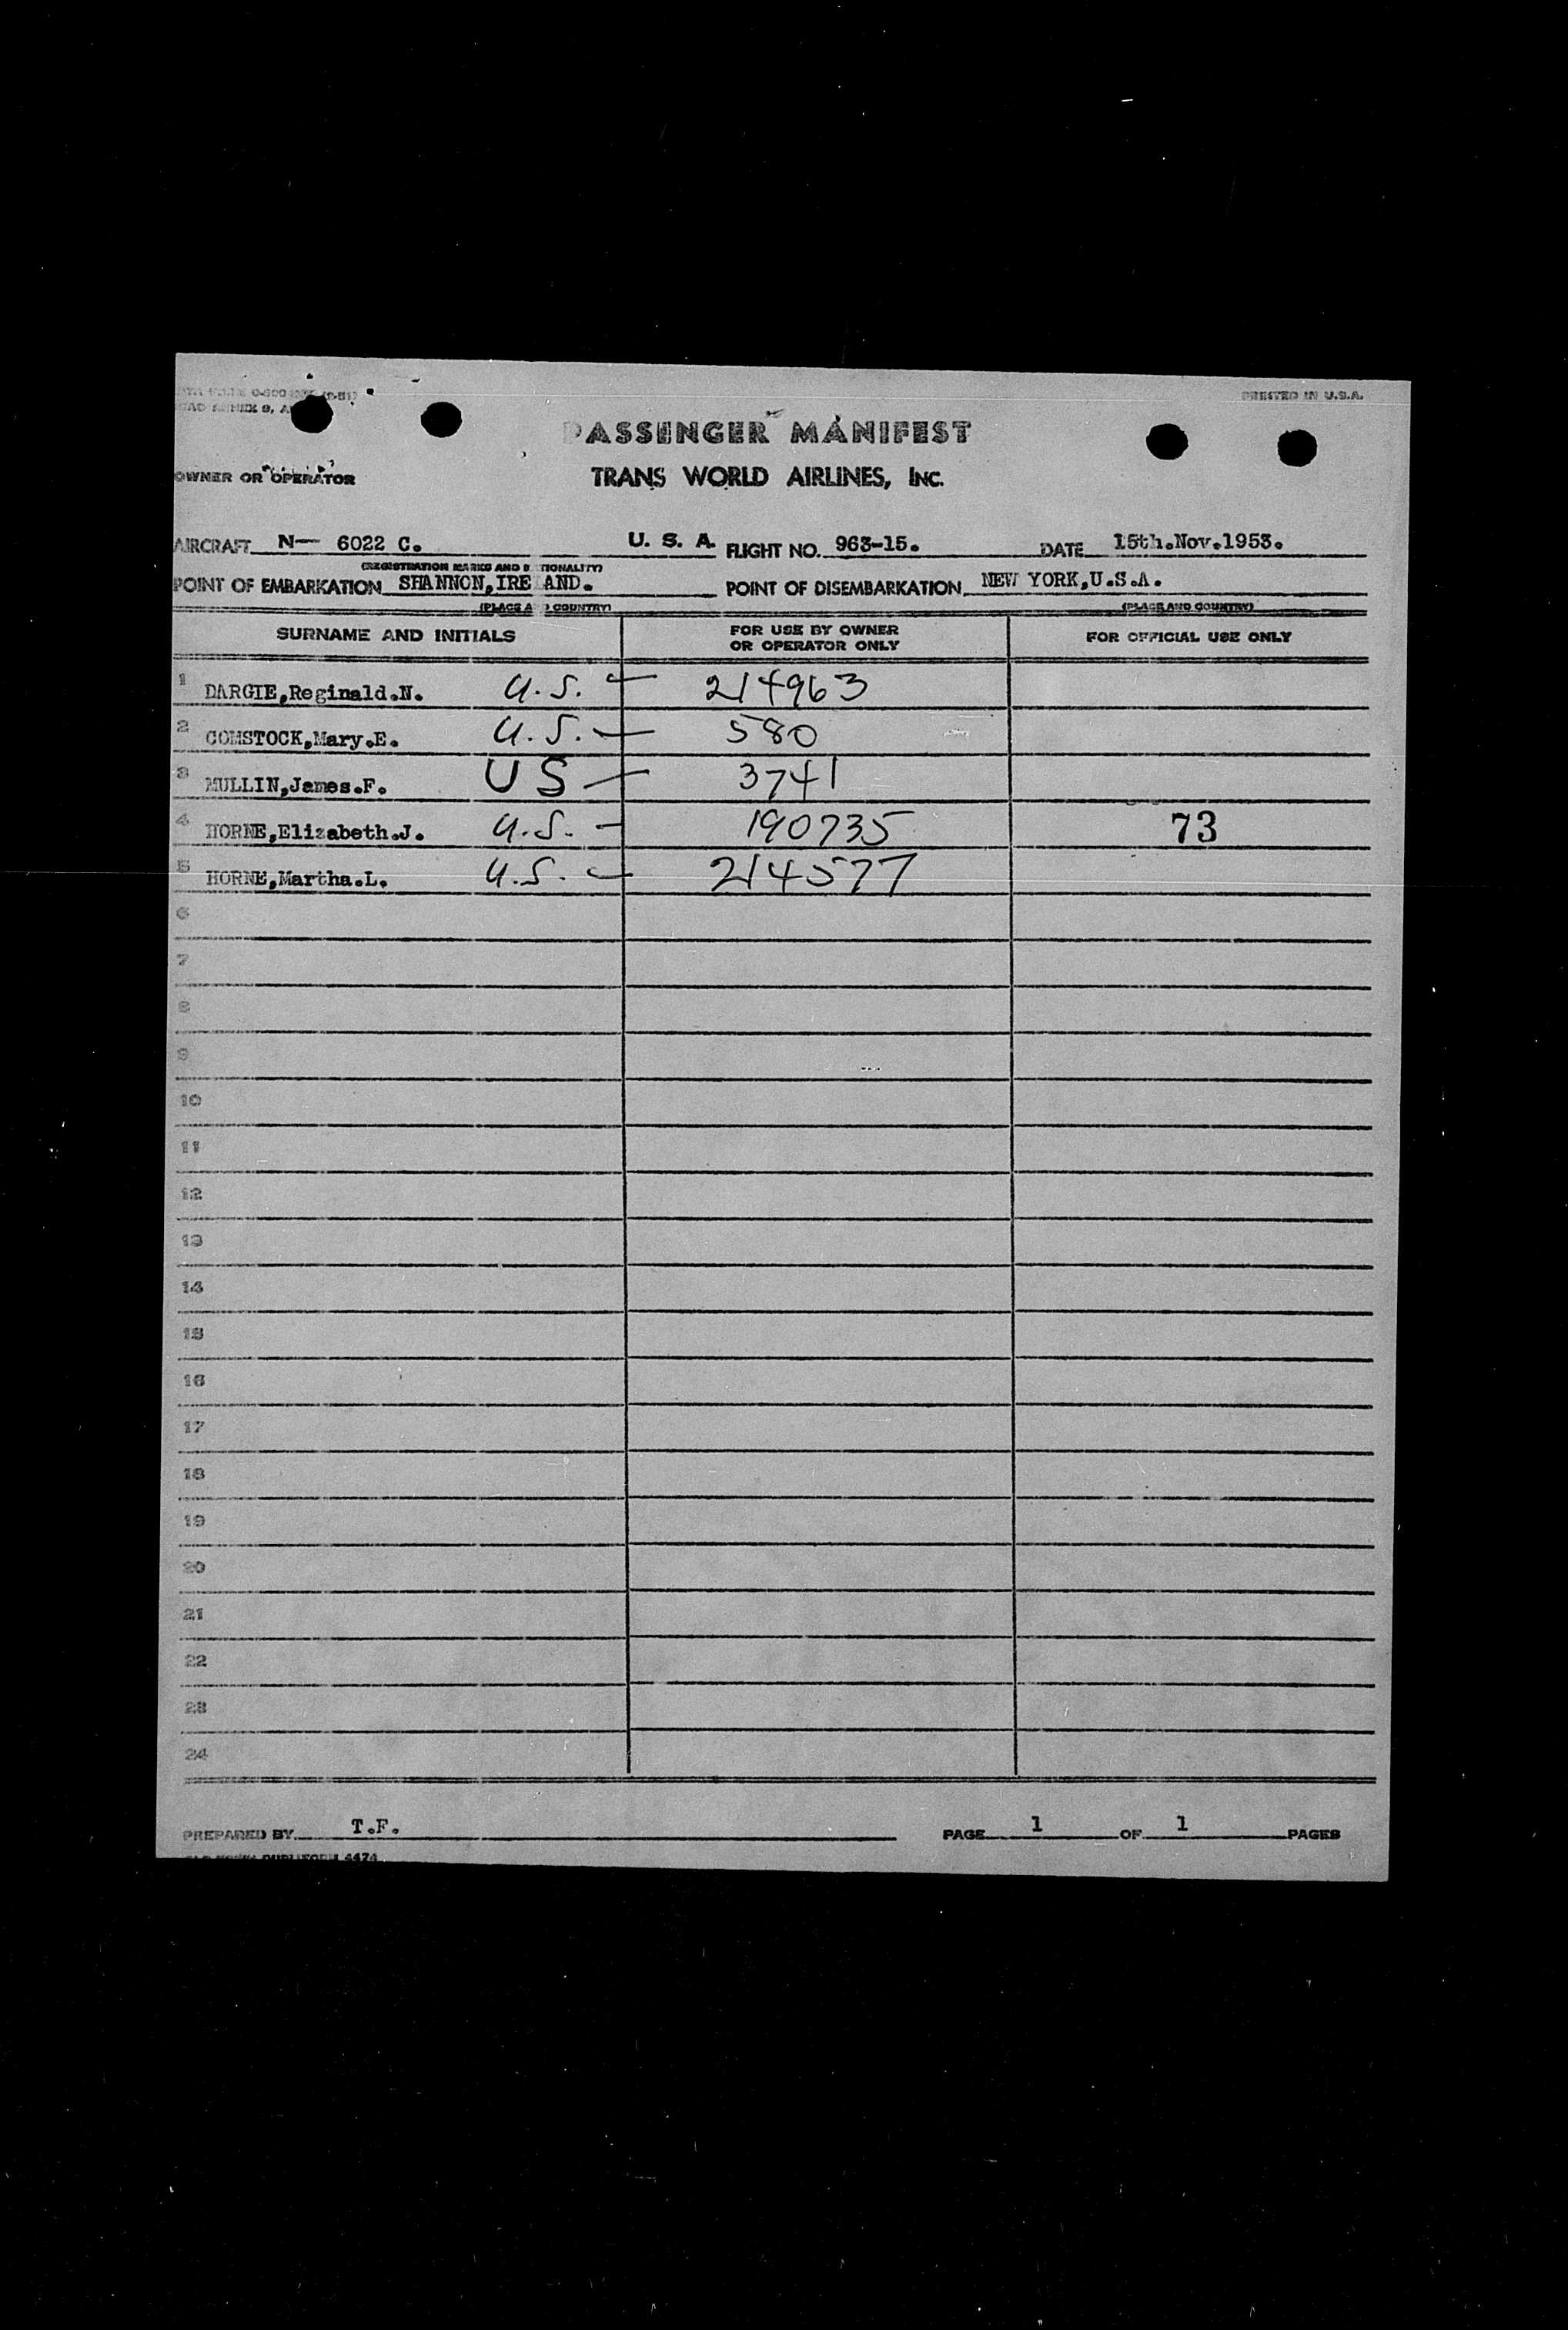 PRINTED IN U.S.A.
PASSENGER MANIFEST
OWNER OR OPERATOR TRANS WORLD AIRLINES, INC.
AIRCRAFT N— 6022 C. U. S. A. FLIGHT NO. 963-15. DATE 15th.Nov.1953.
(REGISTRATION MARKS AND NATIONALITY)
POINT OF EMBARKATION SHANNON,IRELAND. POINT OF DISEMBARKATION NEW YORK,U.S.A.
(PLACE AND COUNTRY) (PLACE AND COUNTRY)
SURNAME AND INITIALS FOR USE BY OWNER OR OPERATOR ONLY FOR OFFICIAL USE ONLY
1 DARGIE,Reginald.N. U.S. — 214963
2 COMSTOCK,Mary.E. U.S. — 580
3 MULLIN,James.F. US — 3741
4 HORNE,Elizabeth.J. U.S. — 190735 73
5 HORNE,Martha.L. U.S. — 214577
6
7
8
9
10
11
12
13
14
15
16
17
18
19
20
21
22
23
24
PREPARED BY T.F. PAGE 1 OF 1 PAGES
4474